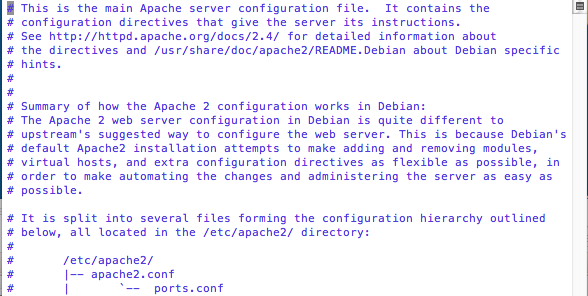 # This is the main Apache server configuration file.  It contains the
# configuration directives that give the server its instructions.
# See http://httpd.apache.org/docs/2.4/ for detailed information about
# the directives and /usr/share/doc/apache2/README.Debian about Debian specific
# hints.
#
#
# Summary of how the Apache 2 configuration works in Debian:
# The Apache 2 web server configuration in Debian is quite different to
# upstream's suggested way to configure the web server. This is because Debian's
# default Apache2 installation attempts to make adding and removing modules,
# virtual hosts, and extra configuration directives as flexible as possible, in
# order to make automating the changes and administering the server as easy as
# possible.

# It is split into several files forming the configuration hierarchy outlined
# below, all located in the /etc/apache2/ directory:
#
#       /etc/apache2/
#       |-- apache2.conf
#       |       `--  ports.conf